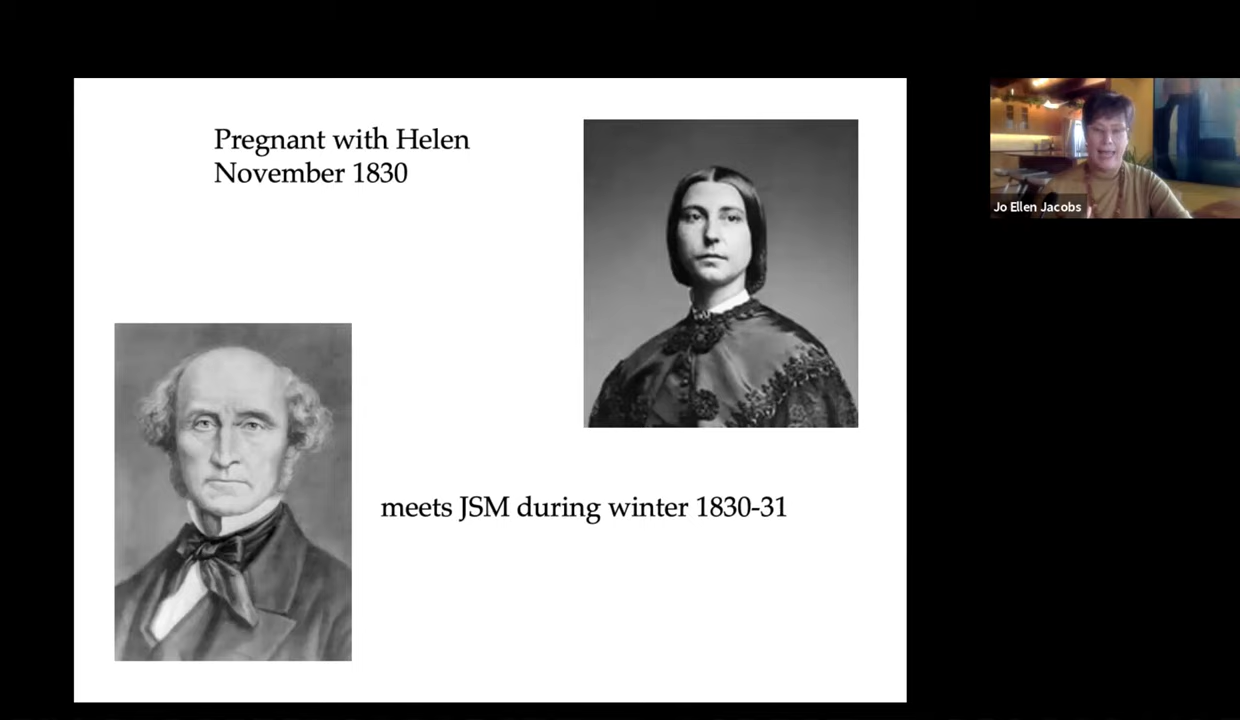 Pregnant with Helen
November 1830
meets JSM during winter 1830-31
Jo Ellen Jacobs